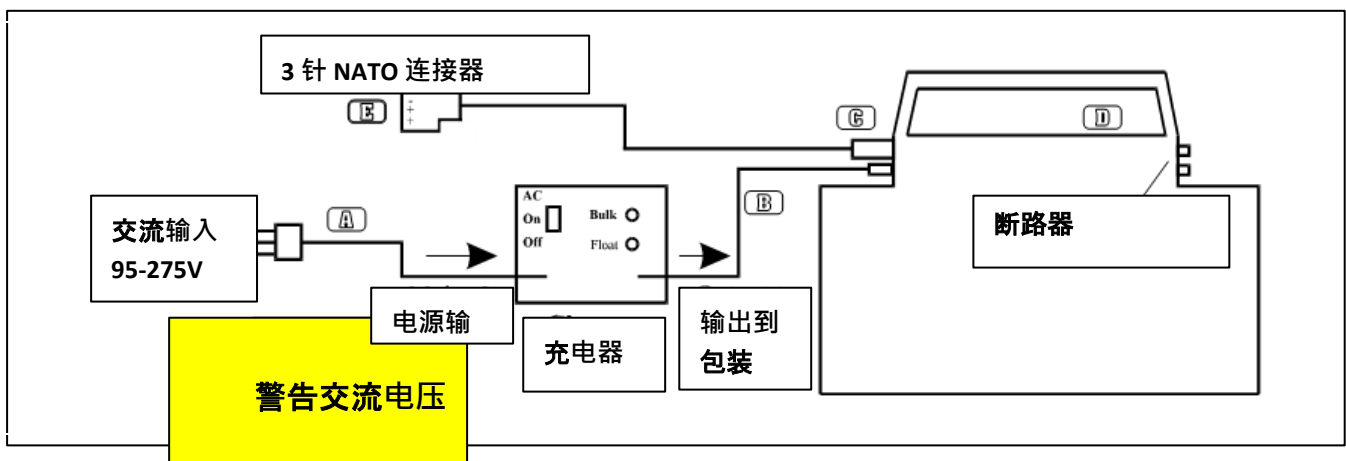 3 针 NATO 连接器
E
-
+
+
C
D
交流输入
95-275V
A
AC
On
Off
Bulk
Float
B
断路器
电源输
充电器
输出到
包装
警告交流电压